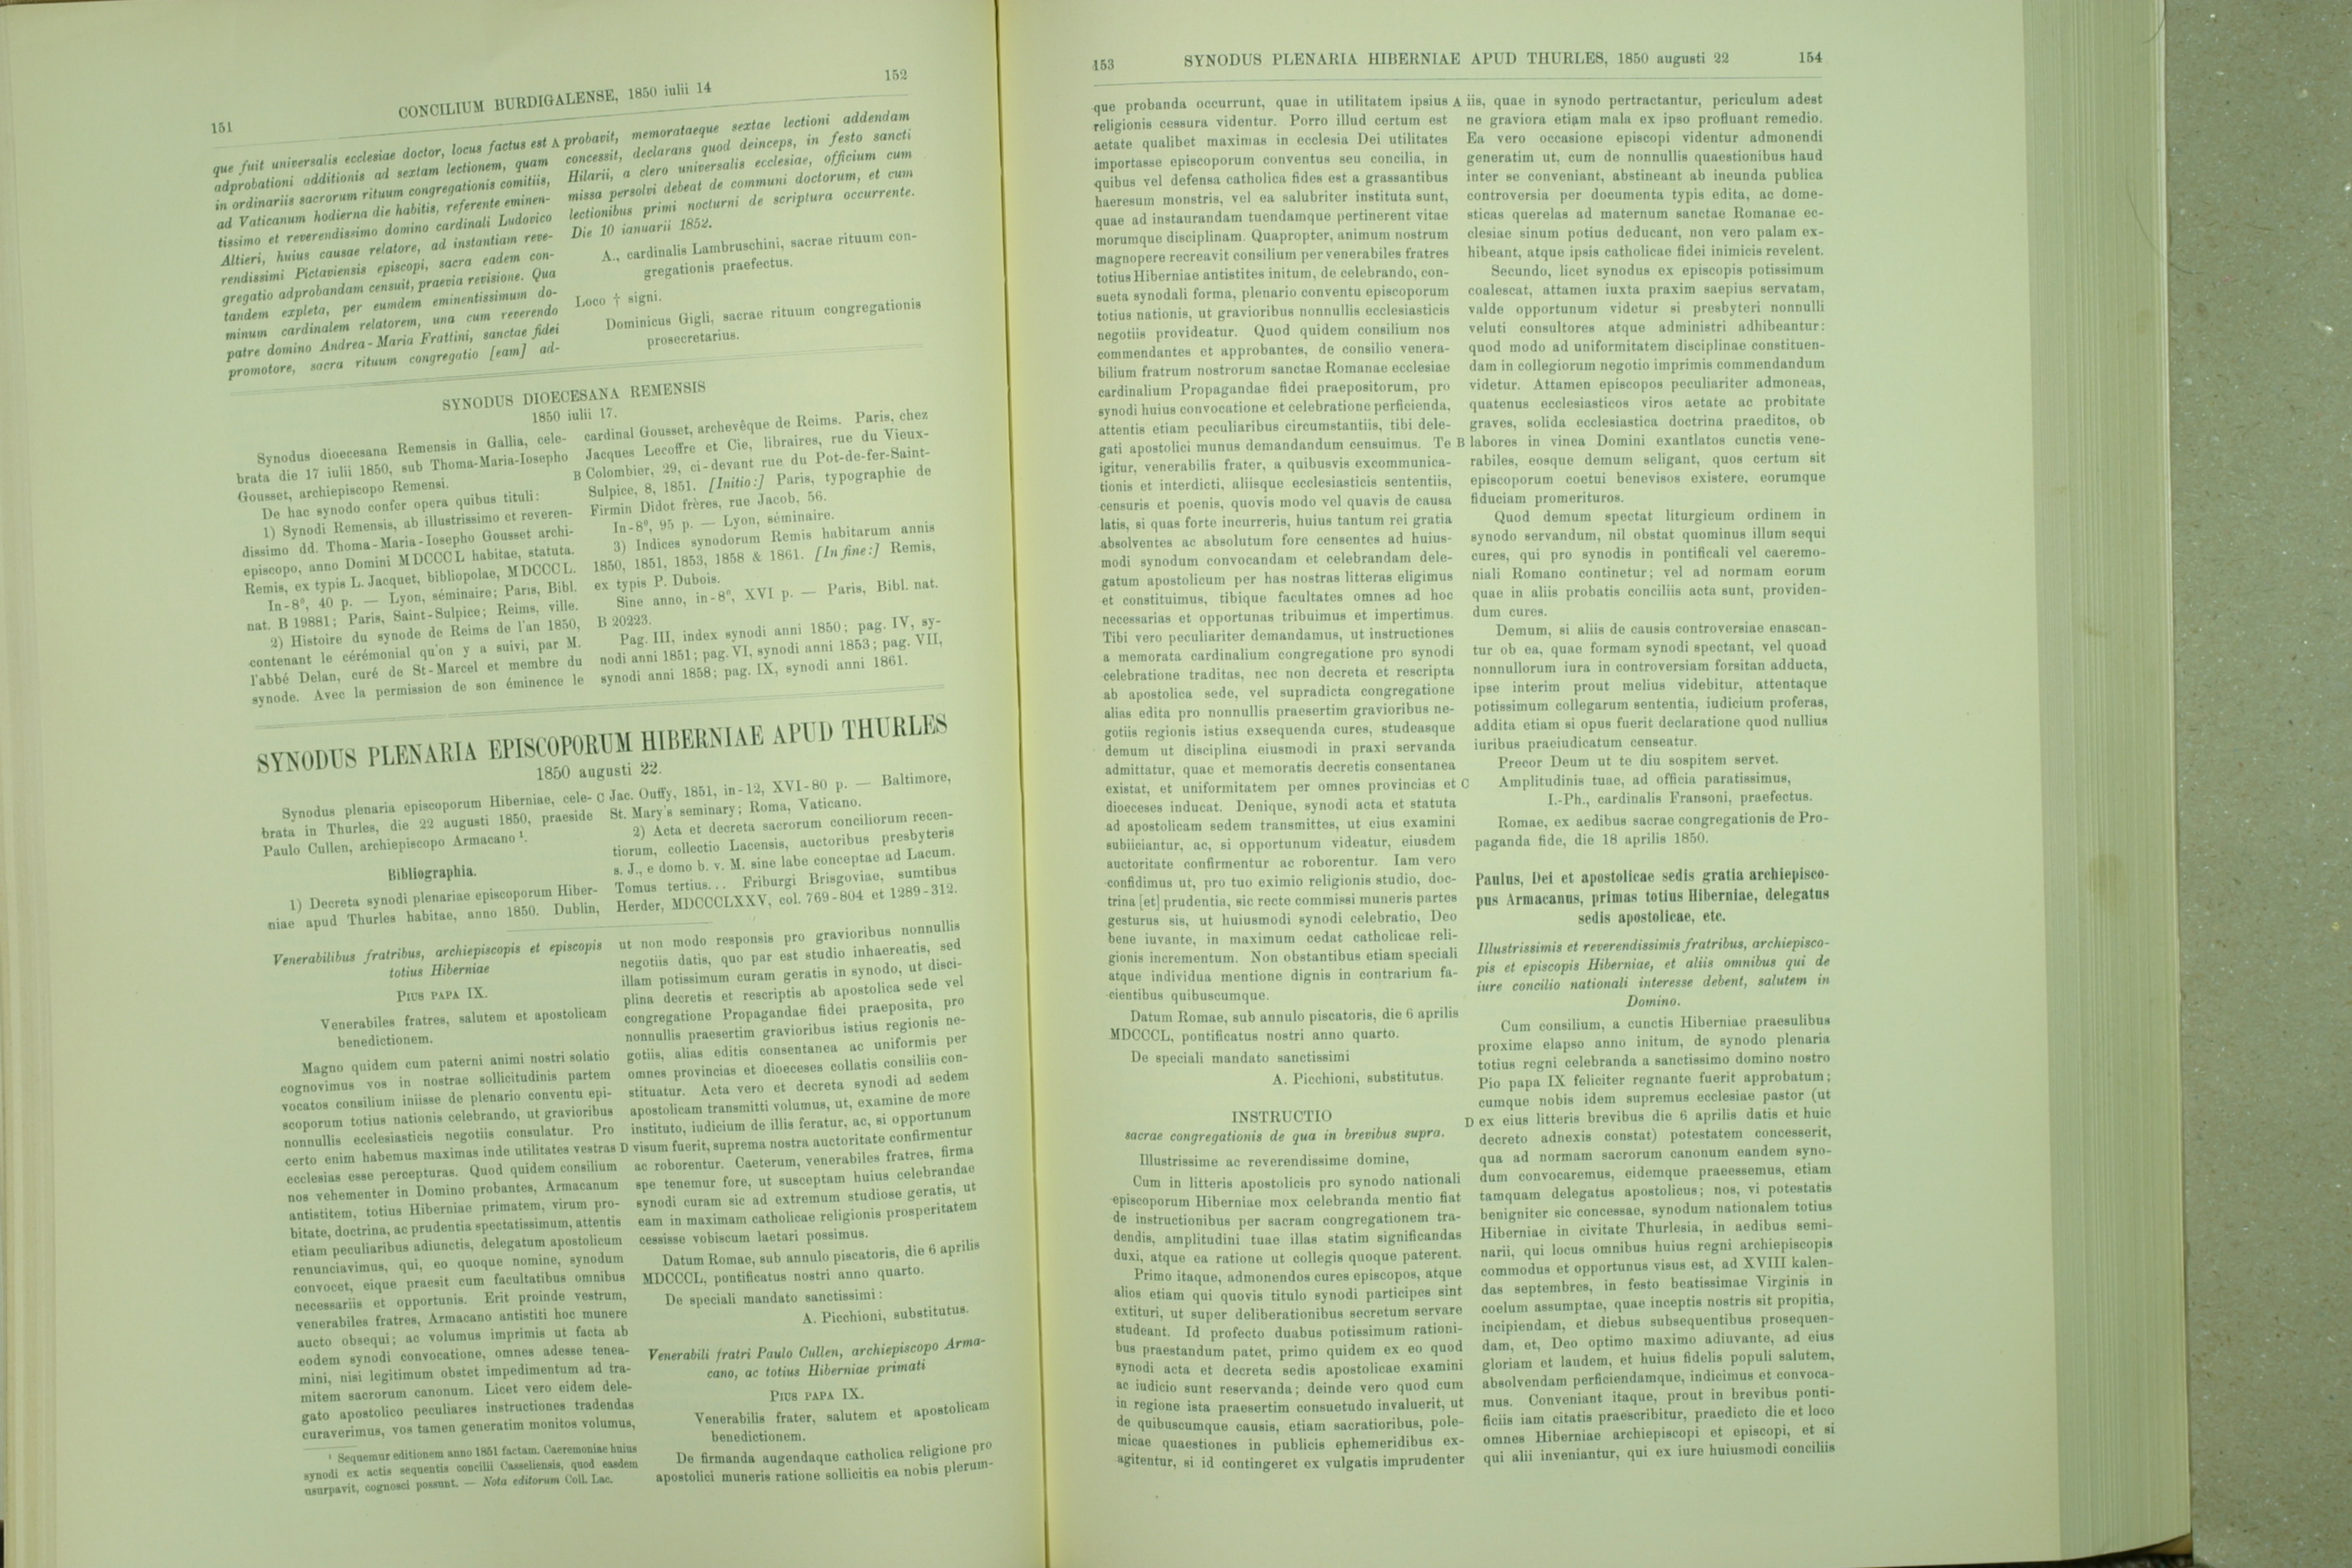 151
CONCILIUM BURDIGALENSE, 1850 iulii 14
152
que fuit universalis ecclesiae doctor, locus factus est
adprobationi additionis ad sextam lectionem, quam
in ordinariis sacrorum rituum congregationis comitiis,
ad Vaticanum hodierna die habitis, referente eminen-
tissimo et reverendissimo domino cardinali Ludovico
Altieri, huius causae relatore, ad instantiam reve-
rendissimi Pictaviensis episcopi, sacra eadem con-
gregatio adprobandam censuit, praevia revisione. Qua
tandem expleta, per eumdem eminentissimum do-
minum cardinalem relatorem, una cum reverendo
patre domino Andrea-Maria Frattini, sanctae fidei
promotore, sacra rituum congregatio [eam] ad-
A probavit, memorataeque sextae lectioni addendam
concessit, declarans quod deinceps, in festo sancti
Hilarii, a clero universalis ecclesiae, officium cum
missa persolvi debeat de communi doctorum, et cum
lectionibus primi nocturni de scriptura occurrente.
Die 10 ianuarii 1852.
A., cardinalis Lambruschini, sacrae rituum con-
gregationis praefectus.
Loco † signi.
Dominicus Gigli, sacrae rituum congregationis
prosecretarius.
SYNODUS DIOECESANA REMENSIS
1850 iulii 17.
Synodus dioecesana Remensis in Gallia, cele-
brata die 17 iulii 1850, sub Thoma-Maria-Iosepho
Gousset, archiepiscopo Remensi.
De hac synodo confer opera quibus tituli:
1) Synodi Remensis, ab illustrissimo et reveren-
dissimo dd. Thoma-Maria-Iosepho Gousset archi-
episcopo, anno Domini MDCCCL habitae, statuta.
Remis, ex typis L. Jacquet, bibliopolae, MDCCCL.
In-8°, 40 p. — Lyon, séminaire; Paris, Bibl.
nat. B 19881; Paris, Saint-Sulpice; Reims, ville.
2) Histoire du synode de Reims de l'an 1850,
contenant le cérémonial qu'on y a suivi, par M.
l'abbé Delan, curé de St-Marcel et membre du
synode. Avec la permission de son éminence le
cardinal Gousset, archevêque de Reims. Paris, chez
Jacques Lecoffre et Cie, libraires, rue du Vieux-
B Colombier, 29, ci-devant rue du Pot-de-fer-Saint-
Sulpice, 8, 1851. [Initio:] Paris, typographie de
Firmin Didot frères, rue Jacob, 56.
In-8°, 95 p. — Lyon, séminaire.
3) Indices synodorum Remis habitarum annis
1850, 1851, 1853, 1858 & 1861. [In fine:] Remis,
ex typis P. Dubois.
Sine anno, in-8°, XVI p. — Paris, Bibl. nat.
B 20223.
Pag. III, index synodi anni 1850; pag. IV, sy-
nodi anni 1851; pag. VI, synodi anni 1853; pag. VII,
synodi anni 1858; pag. IX, synodi anni 1861.
SYNODUS PLENARIA EPISCOPORUM HIBERNIAE APUD THURLES
1850 augusti 22.
Synodus plenaria episcoporum Hiberniae, cele-
brata in Thurles, die 22 augusti 1850, praeside
Paulo Cullen, archiepiscopo Armacano ¹.
Bibliographia.
1) Decreta synodi plenariae episcoporum Hiber-
niae apud Thurles habitae, anno 1850. Dublin,
C Jac. Ouffy, 1851, in-12, XVI-80 p. — Baltimore,
St. Mary's seminary; Roma, Vaticano.
2) Acta et decreta sacrorum conciliorum recen-
tiorum, collectio Lacensis, auctoribus presbyteris
s. J., e domo b. v. M. sine labe conceptae ad Lacum.
Tomus tertius... Friburgi Brisgoviae, sumtibus
Herder, MDCCCLXXV, col. 769-804 et 1289-312.
Venerabilibus fratribus, archiepiscopis et episcopis
totius Hiberniae
PIUS PAPA IX.
Venerabiles fratres, salutem et apostolicam
benedictionem.
Magno quidem cum paterni animi nostri solatio
cognovimus vos in nostrae sollicitudinis partem
vocatos consilium iniisse de plenario conventu epi-
scoporum totius nationis celebrando, ut gravioribus
nonnullis ecclesiasticis negotiis consulatur. Pro
certo enim habemus maximas inde utilitates vestras
ecclesias esse percepturas. Quod quidem consilium
nos vehementer in Domino probantes, Armacanum
antistitem, totius Hiberniae primatem, virum pro-
bitate, doctrina, ac prudentia spectatissimum, attentis
etiam peculiaribus adiunctis, delegatum apostolicum
renunciavimus, qui, eo quoque nomine, synodum
convocet, eique praesit cum facultatibus omnibus
necessariis et opportunis. Erit proinde vestrum,
venerabiles fratres, Armacano antistiti hoc munere
aucto obsequi; ac volumus imprimis ut facta ab
eodem synodi convocatione, omnes adesse tenea-
mini, nisi legitimum obstet impedimentum ad tra-
mitem sacrorum canonum. Licet vero eidem dele-
gato apostolico peculiares instructiones tradendas
curaverimus, vos tamen generatim monitos volumus,
¹ Sequemur editionem anno 1851 factam. Caeremoniae huius
synodi ex actis sequentis concilii Casseliensis, quod easdem
usurpavit, cognosci possunt. — Nota editorum Coll. Lac.
ut non modo responsis pro gravioribus nonnullis
negotiis datis, quo par est studio inhaereatis, sed
illam potissimum curam geratis in synodo, ut disci-
plina decretis et rescriptis ab apostolica sede vel
congregatione Propagandae fidei praeposita, pro
nonnullis praesertim gravioribus istius regionis ne-
gotiis, alias editis consentanea ac uniformis per
omnes provincias et dioeceses collatis consiliis con-
stituatur. Acta vero et decreta synodi ad sedem
apostolicam transmitti volumus, ut, examine de more
instituto, iudicium de illis feratur, ac, si opportunum
D visum fuerit, suprema nostra auctoritate confirmentur
ac roborentur. Caeterum, venerabiles fratres, firma
spe tenemur fore, ut susceptam huius celebrandae
synodi curam sic ad extremum studiose geratis, ut
eam in maximam catholicae religionis prosperitatem
cessisse vobiscum laetari possimus.
Datum Romae, sub annulo piscatoris, die 6 aprilis
MDCCCL, pontificatus nostri anno quarto.
De speciali mandato sanctissimi:
A. Picchioni, substitutus.
Venerabili fratri Paulo Cullen, archiepiscopo Arma-
cano, ac totius Hiberniae primati
PIUS PAPA IX.
Venerabilis frater, salutem et apostolicam
benedictionem.
De firmanda augendaque catholica religione pro
apostolici muneris ratione sollicitis ea nobis plerum-
153
SYNODUS PLENARIA HIBERNIAE APUD THURLES, 1850 augusti 22
154
que probanda occurrunt, quae in utilitatem ipsius
religionis cessura videntur. Porro illud certum est
aetate qualibet maximas in ecclesia Dei utilitates
importasse episcoporum conventus seu concilia, in
quibus vel defensa catholica fides est a grassantibus
haeresum monstris, vel ea salubriter instituta sunt,
quae ad instaurandam tuendamque pertinerent vitae
morumque disciplinam. Quapropter, animum nostrum
magnopere recreavit consilium per venerabiles fratres
totius Hiberniae antistites initum, de celebrando, con-
sueta synodali forma, plenario conventu episcoporum
totius nationis, ut gravioribus nonnullis ecclesiasticis
negotiis provideatur. Quod quidem consilium nos
commendantes et approbantes, de consilio venera-
bilium fratrum nostrorum sanctae Romanae ecclesiae
cardinalium Propagandae fidei praepositorum, pro
synodi huius convocatione et celebratione perficienda,
attentis etiam peculiaribus circumstantiis, tibi dele-
gati apostolici munus demandandum censuimus. Te
igitur, venerabilis frater, a quibusvis excommunica-
tionis et interdicti, aliisque ecclesiasticis sententiis,
censuris et poenis, quovis modo vel quavis de causa
latis, si quas forte incurreris, huius tantum rei gratia
absolventes ac absolutum fore censentes ad huius-
modi synodum convocandam et celebrandam dele-
gatum apostolicum per has nostras litteras eligimus
et constituimus, tibique facultates omnes ad hoc
necessarias et opportunas tribuimus et impertimus.
Tibi vero peculiariter demandamus, ut instructiones
a memorata cardinalium congregatione pro synodi
celebratione traditas, nec non decreta et rescripta
ab apostolica sede, vel supradicta congregatione
alias edita pro nonnullis praesertim gravioribus ne-
gotiis regionis istius exsequenda cures, studeasque
demum ut disciplina eiusmodi in praxi servanda
admittatur, quae et memoratis decretis consentanea
existat, et uniformitatem per omnes provincias et
dioeceses inducat. Denique, synodi acta et statuta
ad apostolicam sedem transmittes, ut eius examini
subiiciantur, ac, si opportunum videatur, eiusdem
auctoritate confirmentur ac roborentur. Iam vero
confidimus ut, pro tuo eximio religionis studio, doc-
trina [et] prudentia, sic recte commissi muneris partes
gesturus sis, ut huiusmodi synodi celebratio, Deo
bene iuvante, in maximum cedat catholicae reli-
gionis incrementum. Non obstantibus etiam speciali
atque individua mentione dignis in contrarium fa-
cientibus quibuscumque.
Datum Romae, sub annulo piscatoris, die 6 aprilis
MDCCCL, pontificatus nostri anno quarto.
De speciali mandato sanctissimi
A. Picchioni, substitutus.
INSTRUCTIO
sacrae congregationis de qua in brevibus supra.
Illustrissime ac reverendissime domine,
Cum in litteris apostolicis pro synodo nationali
episcoporum Hiberniae mox celebranda mentio fiat
de instructionibus per sacram congregationem tra-
dendis, amplitudini tuae illas statim significandas
duxi, atque ea ratione ut collegis quoque paterent.
Primo itaque, admonendos cures episcopos, atque
alios etiam qui quovis titulo synodi participes sint
extituri, ut super deliberationibus secretum servare
studeant. Id profecto duabus potissimum rationi-
bus praestandum patet, primo quidem ex eo quod
synodi acta et decreta sedis apostolicae examini
ac iudicio sunt reservanda; deinde vero quod cum
in regione ista praesertim consuetudo invaluerit, ut
de quibuscumque causis, etiam sacratioribus, pole-
micae quaestiones in publicis ephemeridibus ex-
agitentur, si id contingeret ex vulgatis imprudenter
A iis, quae in synodo pertractantur, periculum adest
ne graviora etiam mala ex ipso profluant remedio.
Ea vero occasione episcopi videntur admonendi
generatim ut, cum de nonnullis quaestionibus haud
inter se conveniant, abstineant ab ineunda publica
controversia per documenta typis edita, ac dome-
sticas querelas ad maternum sanctae Romanae ec-
clesiae sinum potius deducant, non vero palam ex-
hibeant, atque ipsis catholicae fidei inimicis revelent.
Secundo, licet synodus ex episcopis potissimum
coalescat, attamen iuxta praxim saepius servatam,
valde opportunum videtur si presbyteri nonnulli
veluti consultores atque administri adhibeantur:
quod modo ad uniformitatem disciplinae constituen-
dam in collegiorum negotio imprimis commendandum
videtur. Attamen episcopos peculiariter admoneas,
quatenus ecclesiasticos viros aetate ac probitate
graves, solida ecclesiastica doctrina praeditos, ob
B labores in vinea Domini exantlatos cunctis vene-
rabiles, eosque demum seligant, quos certum sit
episcoporum coetui benevisos existere, eorumque
fiduciam promerituros.
Quod demum spectat liturgicum ordinem in
synodo servandum, nil obstat quominus illum sequi
cures, qui pro synodis in pontificali vel caeremo-
niali Romano continetur; vel ad normam eorum
quae in aliis probatis conciliis acta sunt, providen-
dum cures.
Demum, si aliis de causis controversiae enascan-
tur ob ea, quae formam synodi spectant, vel quoad
nonnullorum iura in controversiam forsitan adducta,
ipse interim prout melius videbitur, attentaque
potissimum collegarum sententia, iudicium proferas,
addita etiam si opus fuerit declaratione quod nullius
iuribus praeiudicatum censeatur.
Precor Deum ut te diu sospitem servet.
C Amplitudinis tuae, ad officia paratissimus,
I.-Ph., cardinalis Fransoni, praefectus.
Romae, ex aedibus sacrae congregationis de Pro-
paganda fide, die 18 aprilis 1850.
Paulus, Dei et apostolicae sedis gratia archiepisco-
pus Armacanus, primas totius Hiberniae, delegatus
sedis apostolicae, etc.
Illustrissimis et reverendissimis fratribus, archiepisco-
pis et episcopis Hiberniae, et aliis omnibus qui de
iure concilio nationali interesse debent, salutem in
Domino.
Cum consilium, a cunctis Hiberniae praesulibus
proxime elapso anno initum, de synodo plenaria
totius regni celebranda a sanctissimo domino nostro
Pio papa IX feliciter regnante fuerit approbatum;
cumque nobis idem supremus ecclesiae pastor (ut
D ex eius litteris brevibus die 6 aprilis datis et huic
decreto adnexis constat) potestatem concesserit,
qua ad normam sacrorum canonum eandem syno-
dum convocaremus, eidemque praeessemus, etiam
tamquam delegatus apostolicus; nos, vi potestatis
benigniter sic concessae, synodum nationalem totius
Hiberniae in civitate Thurlesia, in aedibus semi-
narii, qui locus omnibus huius regni archiepiscopis
commodus et opportunus visus est, ad XVIII kalen-
das septembres, in festo beatissimae Virginis in
coelum assumptae, quae inceptis nostris sit propitia,
incipiendam, et diebus subsequentibus prosequen-
dam, et, Deo optimo maximo adiuvante, ad eius
gloriam et laudem, et huius fidelis populi salutem,
absolvendam perficiendamque, indicimus et convoca-
mus. Conveniant itaque, prout in brevibus ponti-
ficiis iam citatis praescribitur, praedicto die et loco
omnes Hiberniae archiepiscopi et episcopi, et si
qui alii inveniantur, qui ex iure huiusmodi conciliis